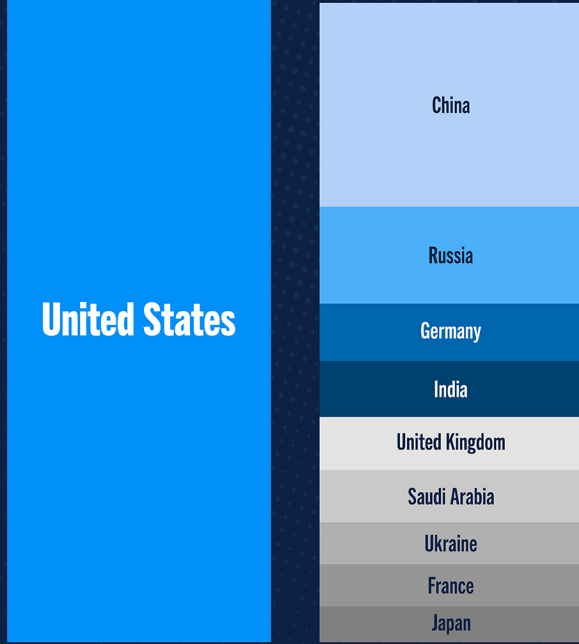 United States
China
Russia
Germany
India
United Kingdom
Saudi Arabia
Ukraine
France
Japan